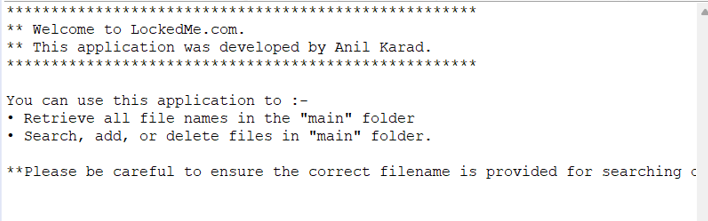 *****************************************************
** Welcome to LockedMe.com.
** This application was developed by Anil Karad.
*****************************************************
You can use this application to :-
• Retrieve all file names in the "main" folder
• Search, add, or delete files in "main" folder.
**Please be careful to ensure the correct filename is provided for searching